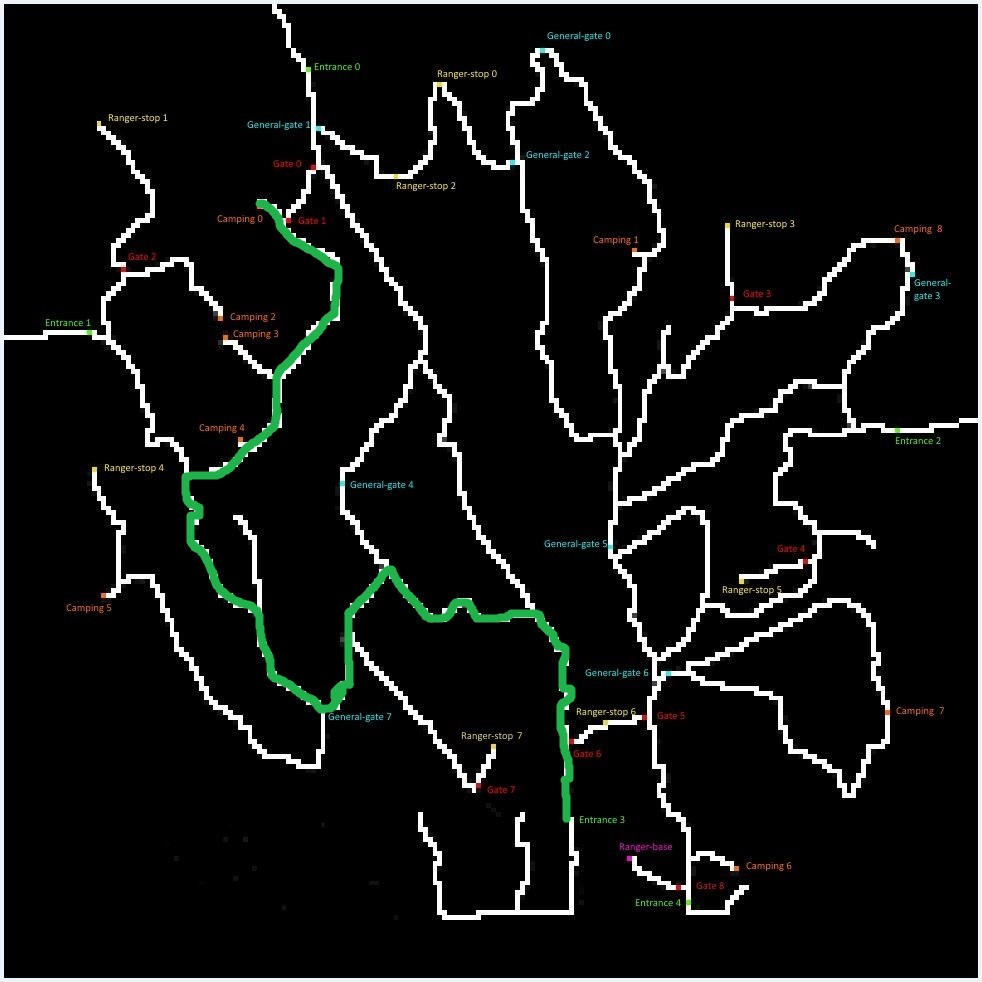 General-gate 0
Entrance 0
Ranger-stop 0
Ranger-stop 1
General-gate 1
General-gate 2
Gate 0
Ranger-stop 2
Camping 0
Gate 1
Ranger-stop 3
Camping 8
Camping 1
Gate 2
General-
gate 3
Gate 3
Camping 2
Entrance 1
Camping 3
Camping 4
Entrance 2
Ranger-stop 4
General-gate 4
General-gate 5
Gate 4
Ranger-stop 5
Camping 5
General-gate 6
Ranger-stop 6
Gate 5
Camping 7
General-gate 7
Ranger-stop 7
Gate 6
Gate 7
Entrance 3
Ranger-base
Camping 6
Gate 8
Entrance 4